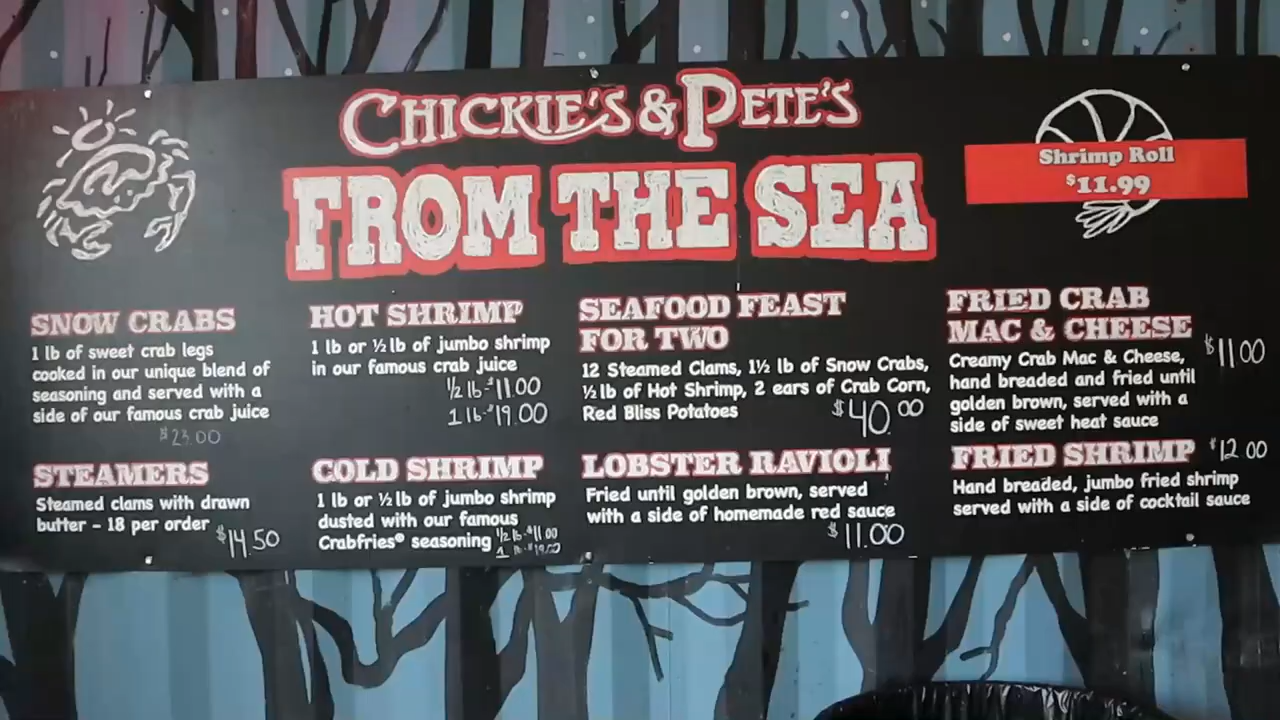 CHICKIE'S & PETE'S
FROM THE SEA
Shrimp Roll
$11.99
SNOW CRABS
1 lb of sweet crab legs
cooked in our unique blend of
seasoning and served with a
side of our famous crab juice
$23.00
STEAMERS
Steamed clams with drawn
butter – 18 per order $14.50
HOT SHRIMP
1 lb or ½ lb of jumbo shrimp
in our famous crab juice
1/2 lb-$11.00
1 lb-$19.00
COLD SHRIMP
1 lb or ½ lb of jumbo shrimp
dusted with our famous
Crabfries® seasoning 1/2 lb-$11.00
1 lb-$19.00
SEAFOOD FEAST
FOR TWO
12 Steamed Clams, 1½ lb of Snow Crabs,
½ lb of Hot Shrimp, 2 ears of Crab Corn,
Red Bliss Potatoes $40.00
LOBSTER RAVIOLI
Fried until golden brown, served
with a side of homemade red sauce
$11.00
FRIED CRAB
MAC & CHEESE $11.00
Creamy Crab Mac & Cheese,
hand breaded and fried until
golden brown, served with a
side of sweet heat sauce
FRIED SHRIMP $12.00
Hand breaded, jumbo fried shrimp
served with a side of cocktail sauce